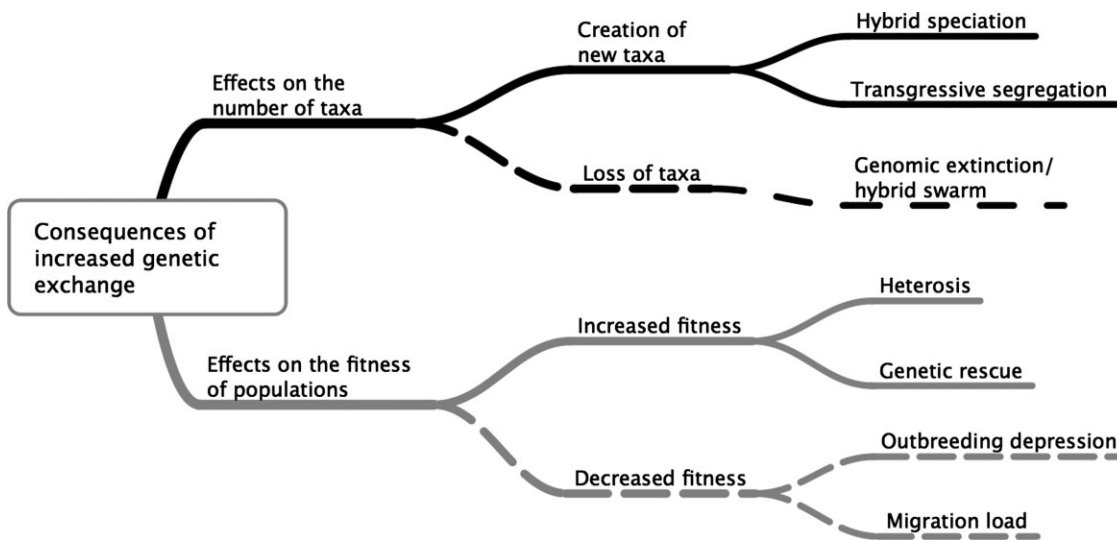 Hybrid speciation
Creation of
new taxa
Transgressive segregation
Effects on the
number of taxa
Loss of taxa
Genomic extinction/
hybrid swarm
Consequences of
increased genetic
exchange
Heterosis
Increased fitness
Genetic rescue
Effects on the fitness
of populations
Outbreeding depression
Decreased fitness
Migration load